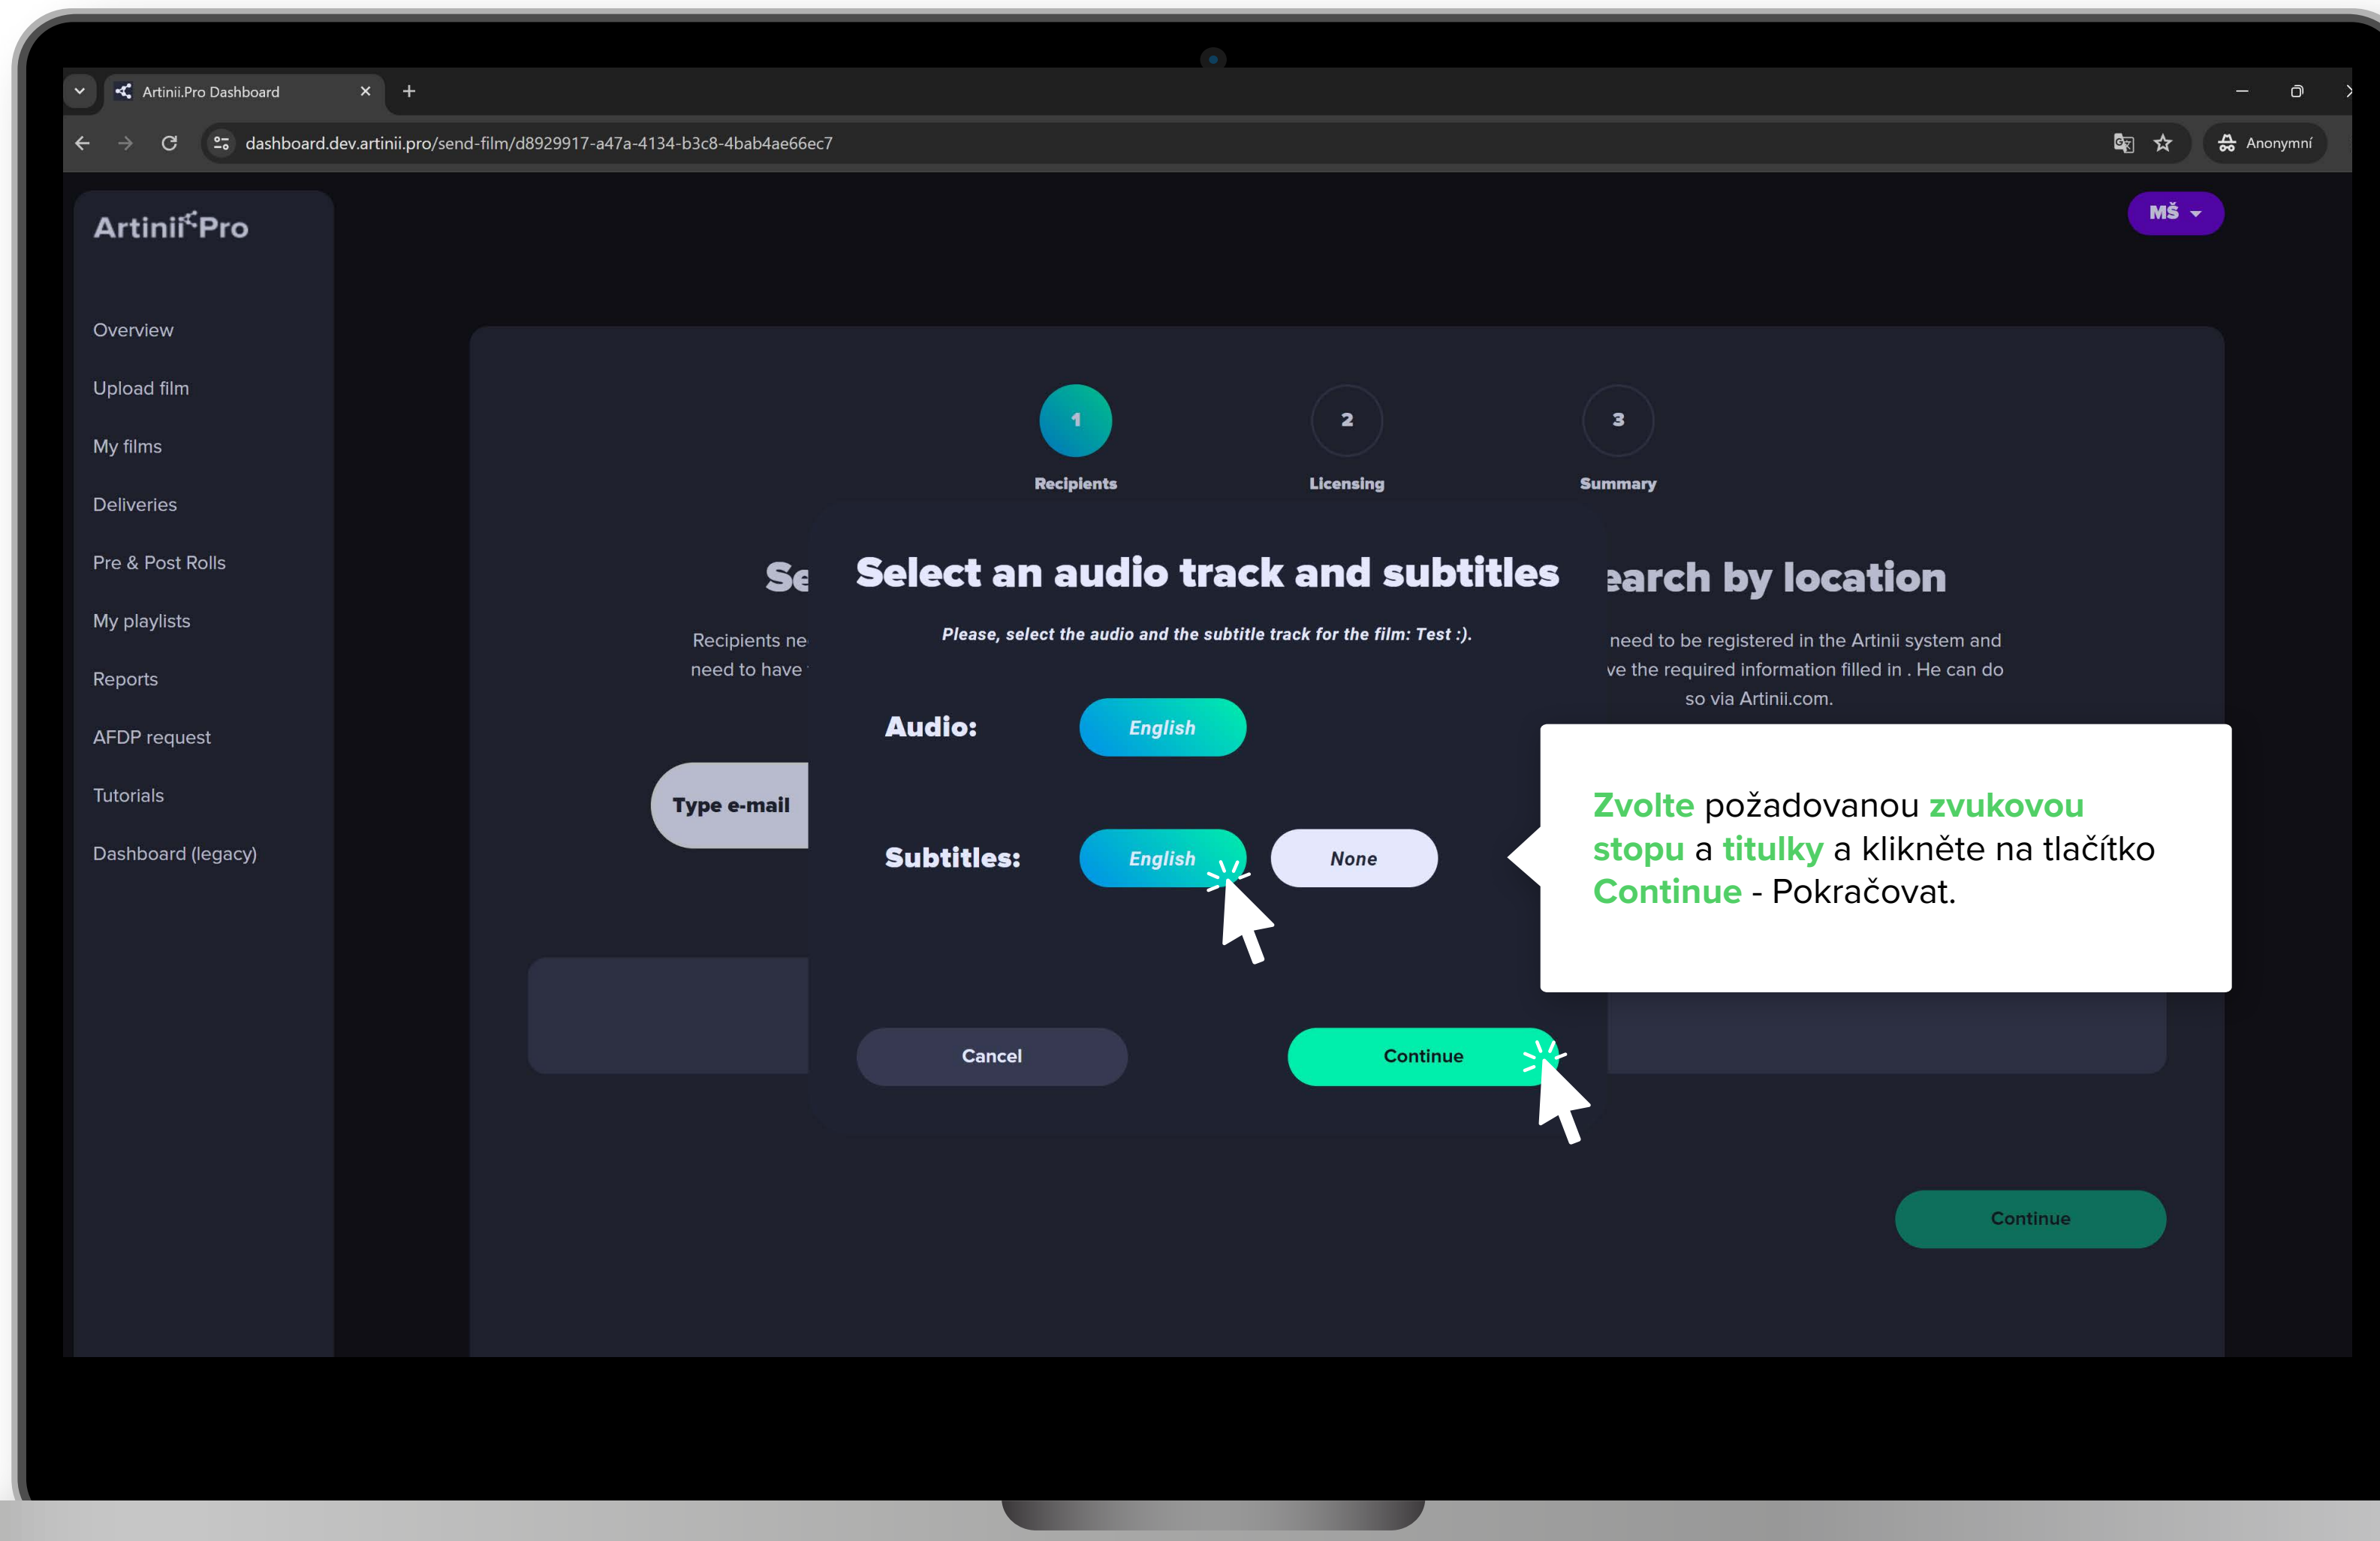 Artinii.Pro Dashboard
dashboard.dev.artinii.pro/send-film/d8929917-a47a-4134-b3c8-4bab4ae66ec7
Anonymní
Artinii Pro
MŠ
Overview
Upload film
My films
Deliveries
Pre & Post Rolls
My playlists
Reports
AFDP request
Tutorials
Dashboard (legacy)
1
2
3
Recipients
Licensing
Summary
Se
Recipients ne
need to have
Type e-mail
Select an audio track and subtitles
Please, select the audio and the subtitle track for the film: Test :).
Audio:
English
Subtitles:
English
None
Cancel
Continue
earch by location
need to be registered in the Artinii system and
ve the required information filled in . He can do
so via Artinii.com.
Zvolte požadovanou zvukovou
stopu a titulky a klikněte na tlačítko
Continue - Pokračovat.
Continue